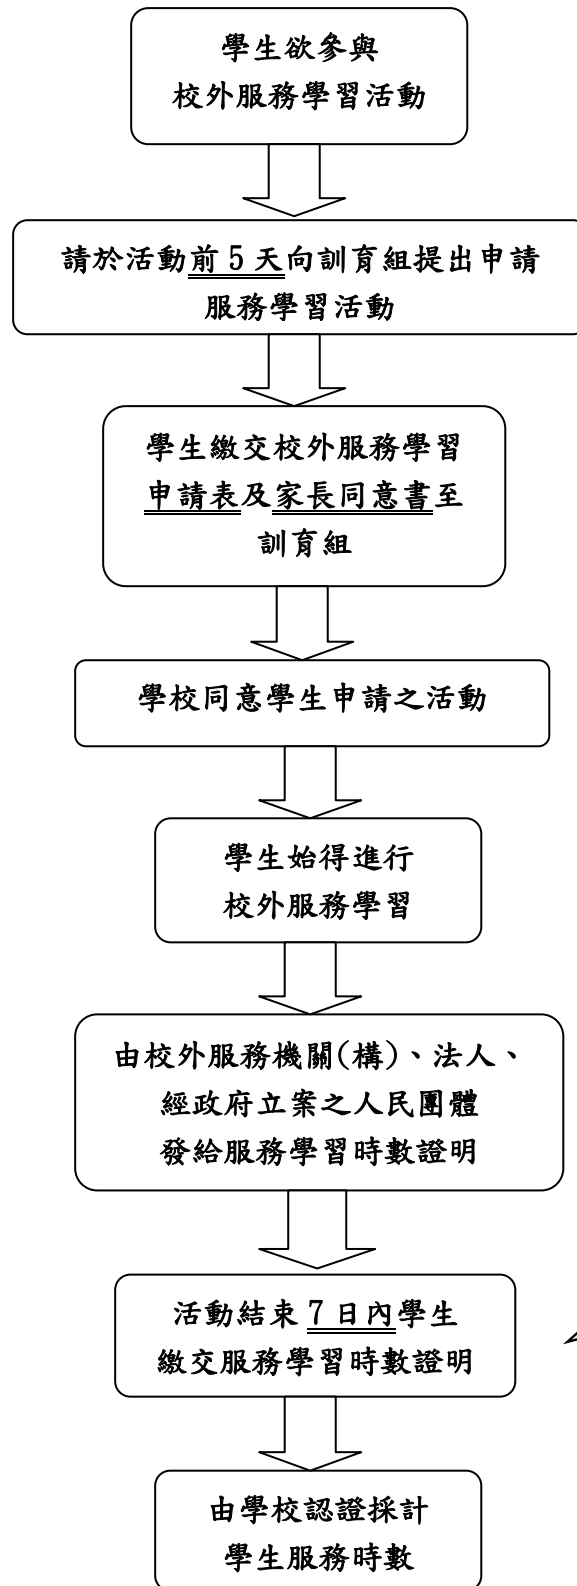 學生欲參與
校外服務學習活動
請於活動前 5 天向訓育組提出申請
服務學習活動
學生繳交校外服務學習
申請表及家長同意書至
訓育組
學校同意學生申請之活動
學生始得進行
校外服務學習
由校外服務機關(構)、法人、
經政府立案之人民團體
發給服務學習時數證明
活動結束 7 日內學生
繳交服務學習時數證明
由學校認證採計
學生服務時數